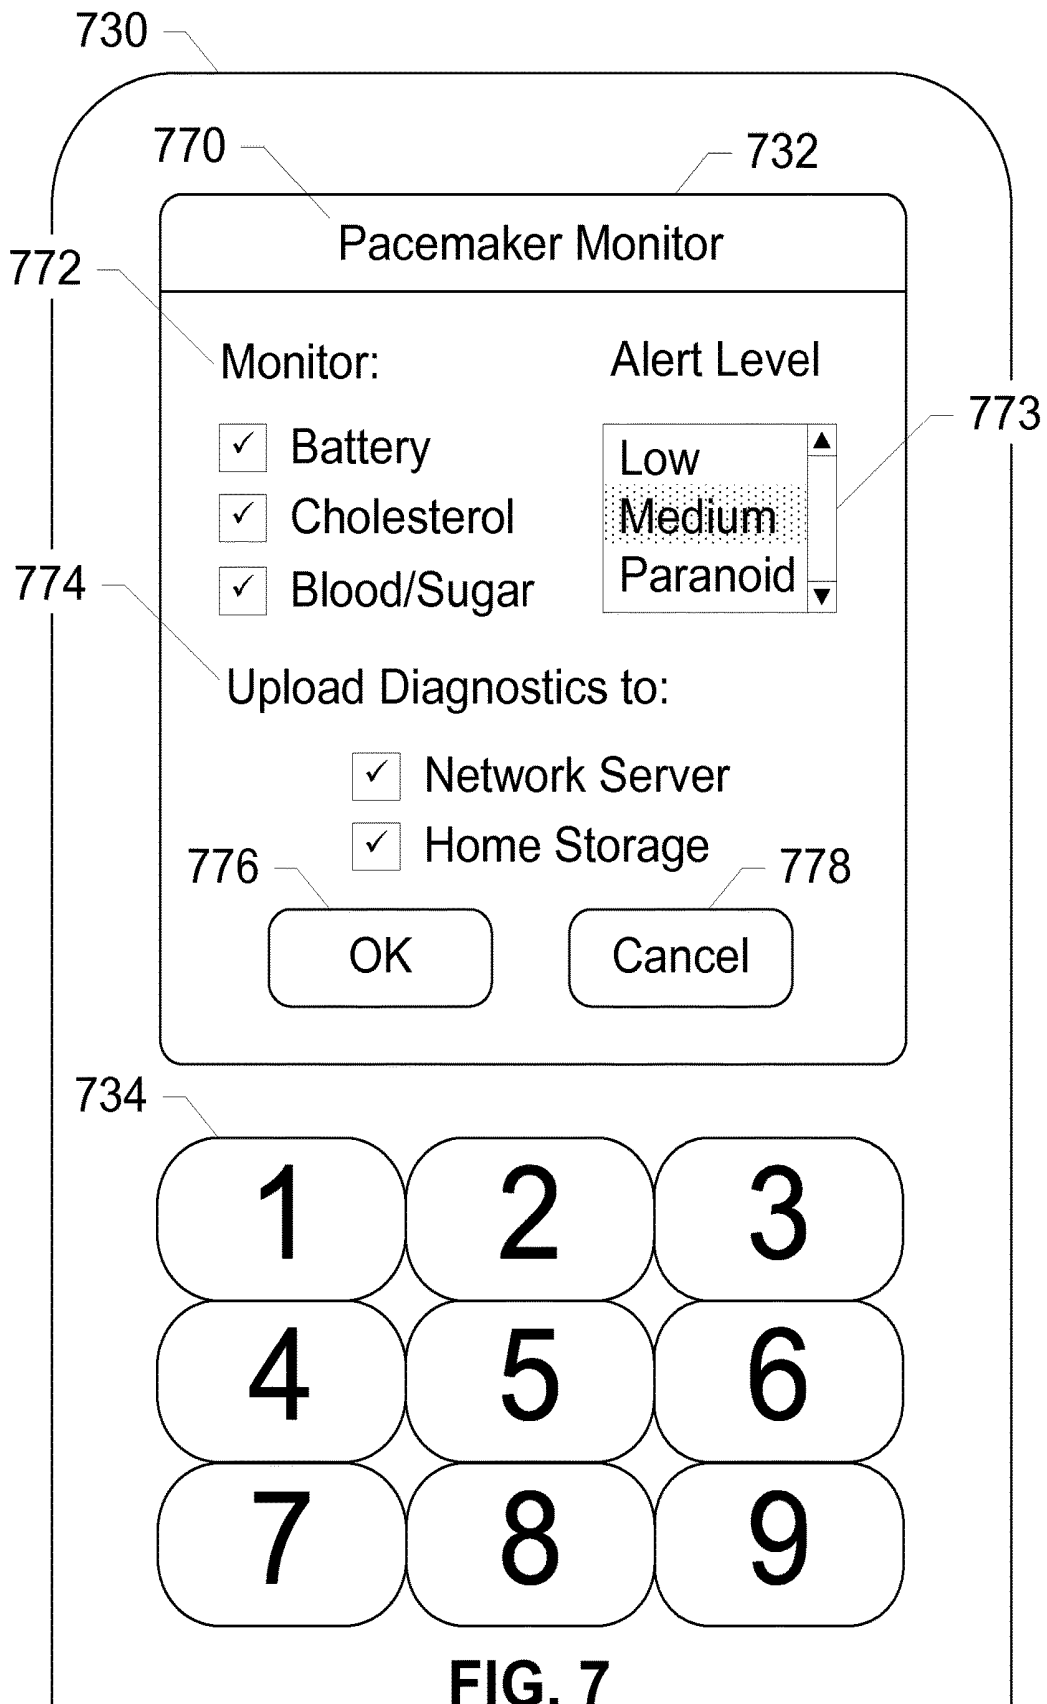 730
770
732
Pacemaker Monitor
772
Monitor:
Alert Level
773
✓ Battery
Low
✓ Cholesterol
Medium
774
✓ Blood/Sugar
Paranoid
Upload Diagnostics to:
✓ Network Server
✓ Home Storage
776
778
OK
Cancel
734
1 2 3
4 5 6
7 8 9
FIG. 7